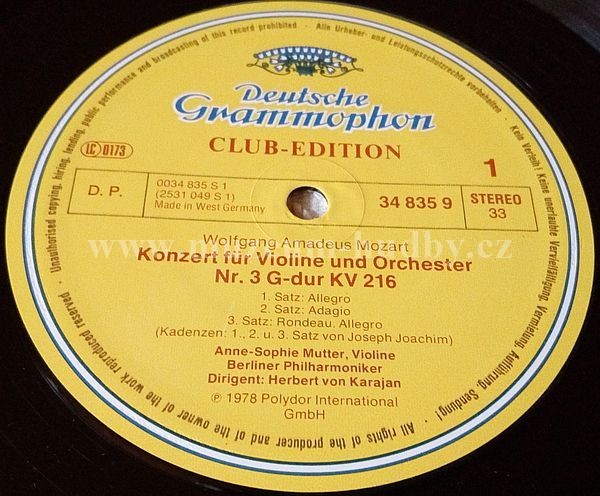 Deutsche
Grammophon
CLUB-EDITION
LC 0173
1
D. P.
0034 835 S 1
(2531 049 S 1)
Made in West Germany
34 835 9
STEREO
33
Wolfgang Amadeus Mozart
Konzert für Violine und Orchester
Nr. 3 G-dur KV 216
1. Satz: Allegro
2. Satz: Adagio
3. Satz: Rondeau. Allegro
(Kadenzen: 1., 2. u. 3. Satz von Joseph Joachim)
Anne-Sophie Mutter, Violine
Berliner Philharmoniker
Dirigent: Herbert von Karajan
℗ 1978 Polydor International
GmbH
Alle Urheber- und Leistungsschutzrechte vorbehalten · Kein Verleih! Keine unerlaubte Vervielfältigung, Vermietung, Aufführung, Sendung! ·
All rights of the producer and of the owner of the work reproduced reserved · Unauthorised copying, hiring, lending, public performance and broadcasting of this record prohibited ·